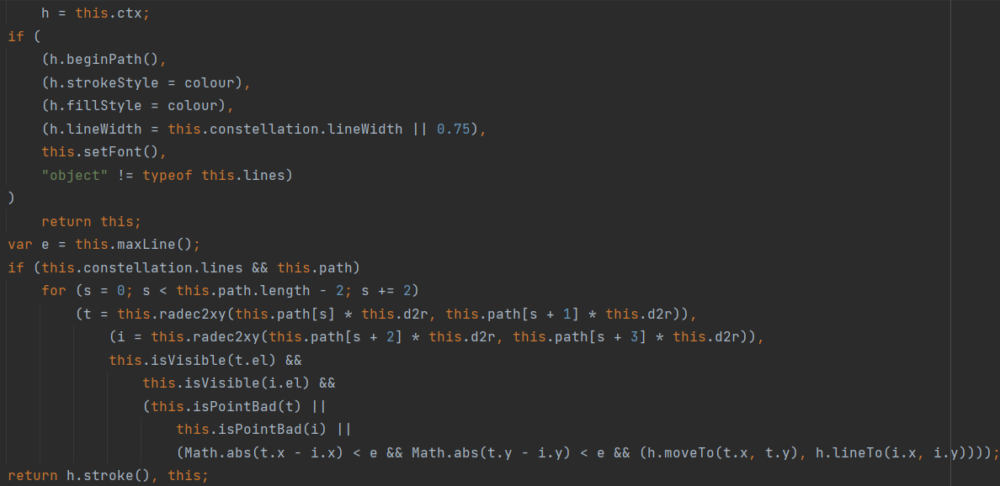 h = this.ctx;
if (
    (h.beginPath(),
    (h.strokeStyle = colour),
    (h.fillStyle = colour),
    (h.lineWidth = this.constellation.lineWidth || 0.75),
    this.setFont(),
    "object" != typeof this.lines)
)
    return this;
var e = this.maxLine();
if (this.constellation.lines && this.path)
    for (s = 0; s < this.path.length - 2; s += 2)
        (t = this.radec2xy(this.path[s] * this.d2r, this.path[s + 1] * this.d2r)),
            (i = this.radec2xy(this.path[s + 2] * this.d2r, this.path[s + 3] * this.d2r)),
            this.isVisible(t.el) &&
                this.isVisible(i.el) &&
                (this.isPointBad(t) ||
                    this.isPointBad(i) ||
                    (Math.abs(t.x - i.x) < e && Math.abs(t.y - i.y) < e && (h.moveTo(t.x, t.y), h.lineTo(i.x, i.y))));
return h.stroke(), this;